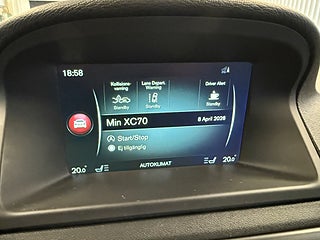 18:58
Kollisions-
varning
Lane Depart.
Warning
Driver Alert
Standby
Standby
Standby
Min XC70
8 April 2026
Start/Stop
Ej tillgänglig
20.0°
AUTOKLIMAT
20.0°